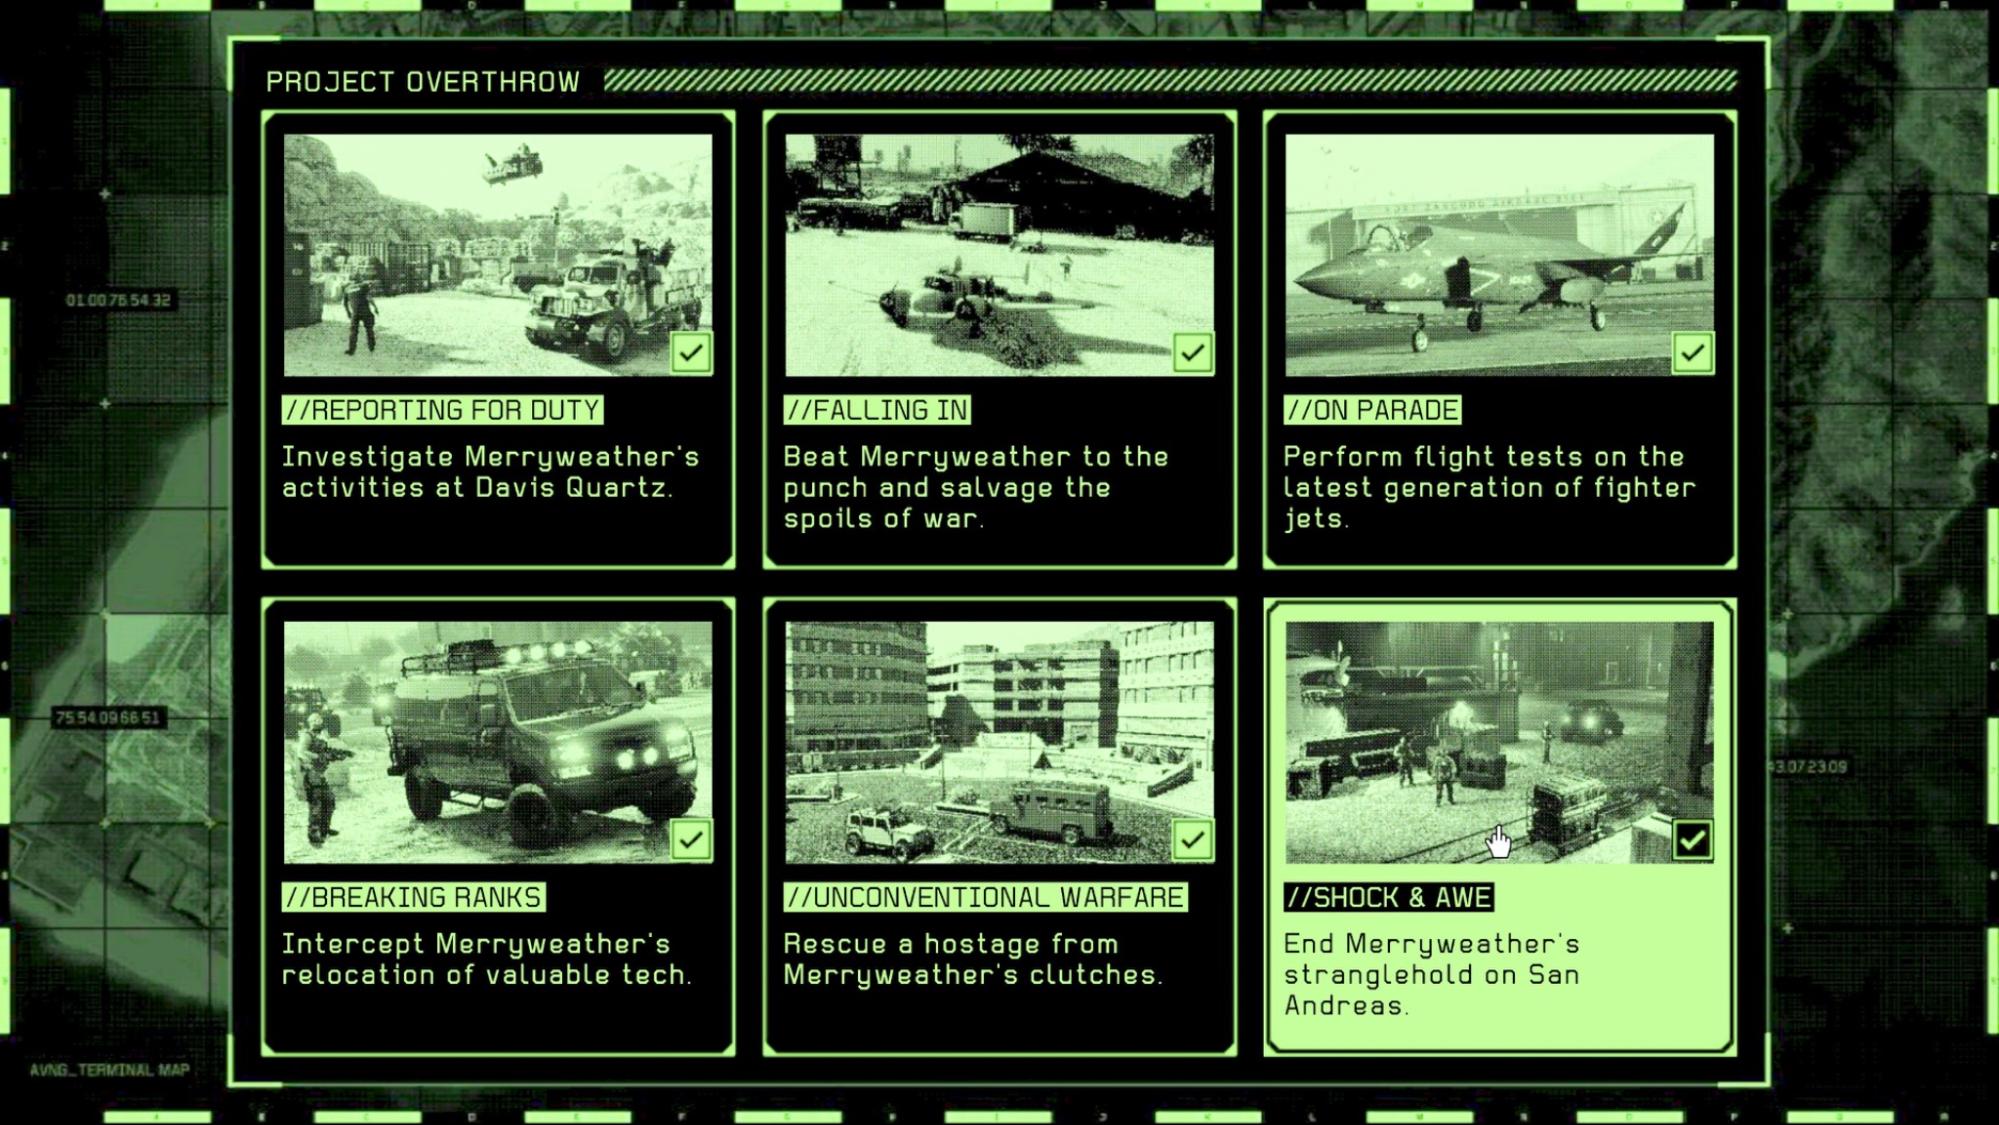 PROJECT OVERTHROW
//REPORTING FOR DUTY
Investigate Merryweather's
activities at Davis Quartz.
//FALLING IN
Beat Merryweather to the
punch and salvage the
spoils of war.
//ON PARADE
Perform flight tests on the
latest generation of fighter
jets.
//BREAKING RANKS
Intercept Merryweather's
relocation of valuable tech.
//UNCONVENTIONAL WARFARE
Rescue a hostage from
Merryweather's clutches.
//SHOCK & AWE
End Merryweather's
stranglehold on San
Andreas.
01.00.76.54.32
75.54.09.66.51
43.07.23.09
AVNG_TERMINAL MAP